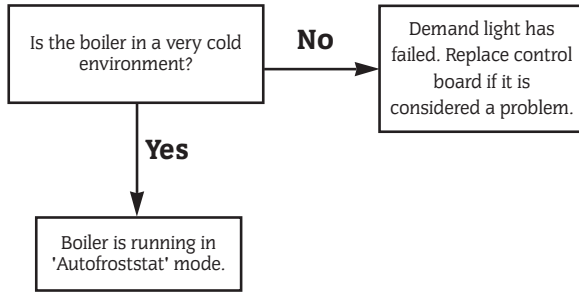 Is the boiler in a very cold
environment?
No
Demand light has
failed. Replace control
board if it is
considered a problem.
Yes
Boiler is running in
'Autofroststat' mode.